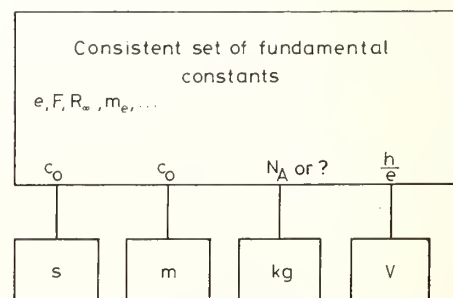 Consistent set of fundamental
constants
e, F, R∞, mₑ, ...
c₀ c₀ N_A or ? h/e
s m kg V